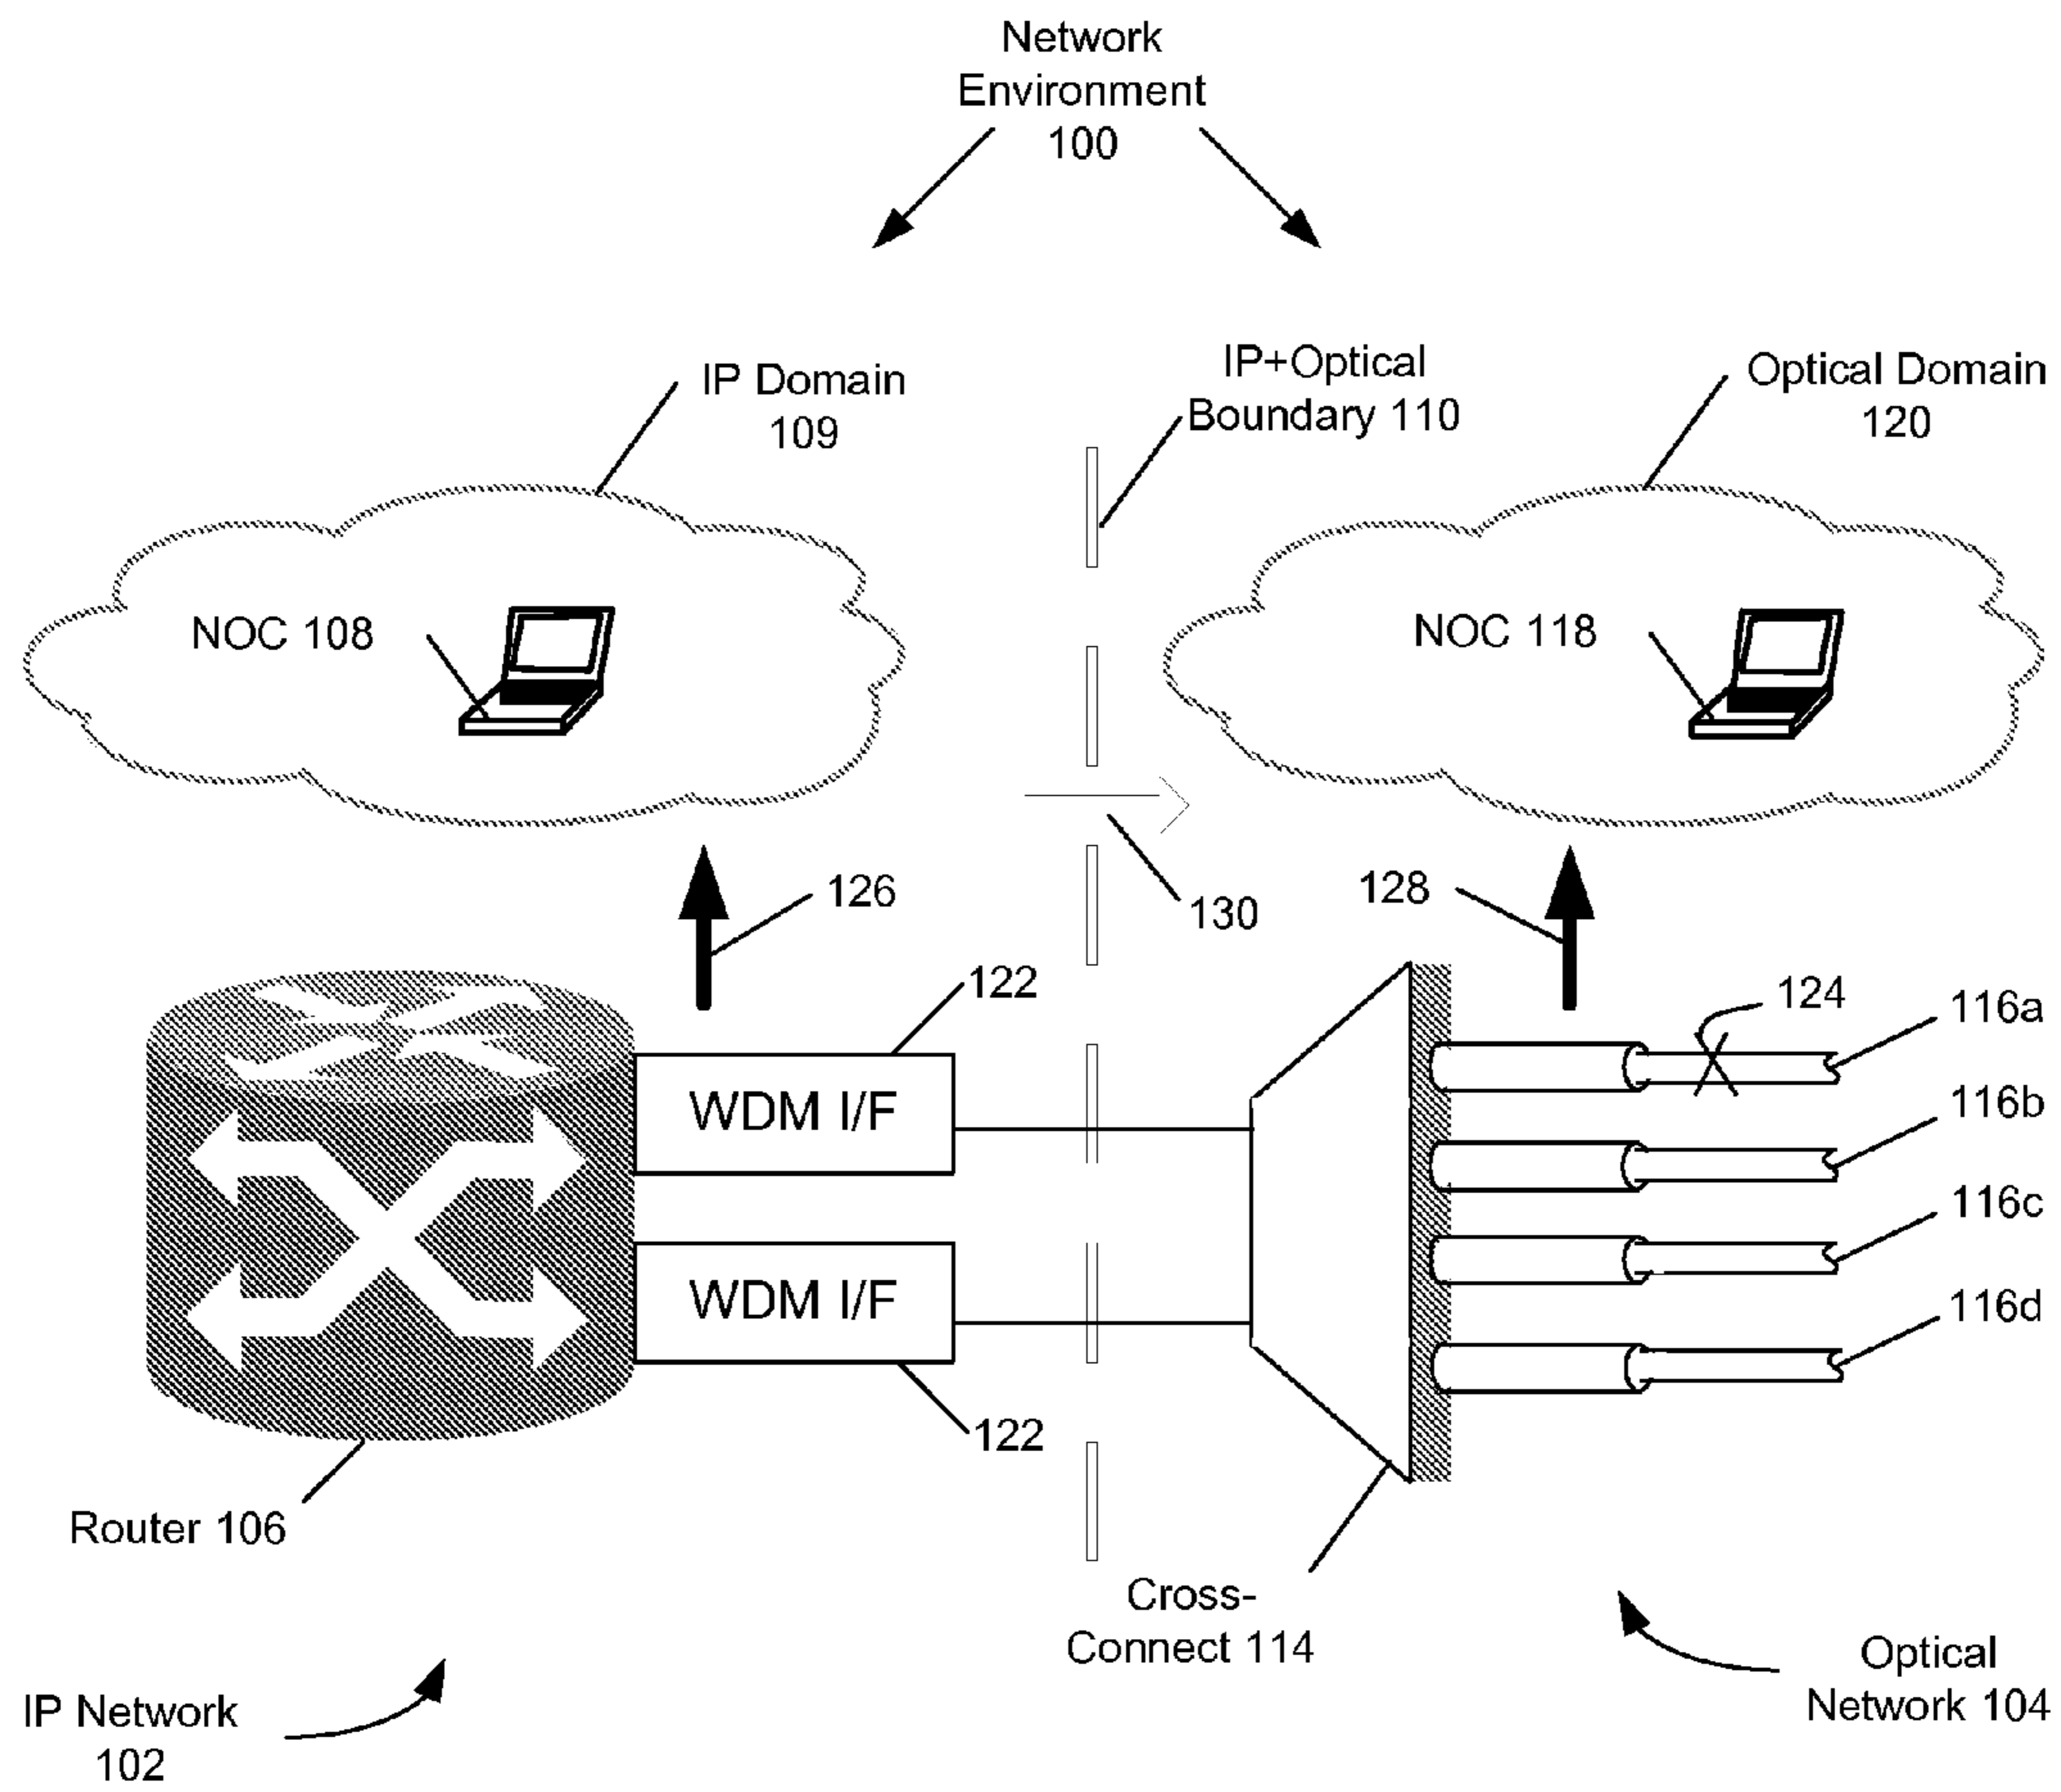 Network
Environment
100
IP Domain
109
IP+Optical
Boundary 110
Optical Domain
120
NOC 108
NOC 118
126
130
128
122
124
116a
116b
116c
116d
WDM I/F
WDM I/F
122
Router 106
Cross-
Connect 114
IP Network
102
Optical
Network 104